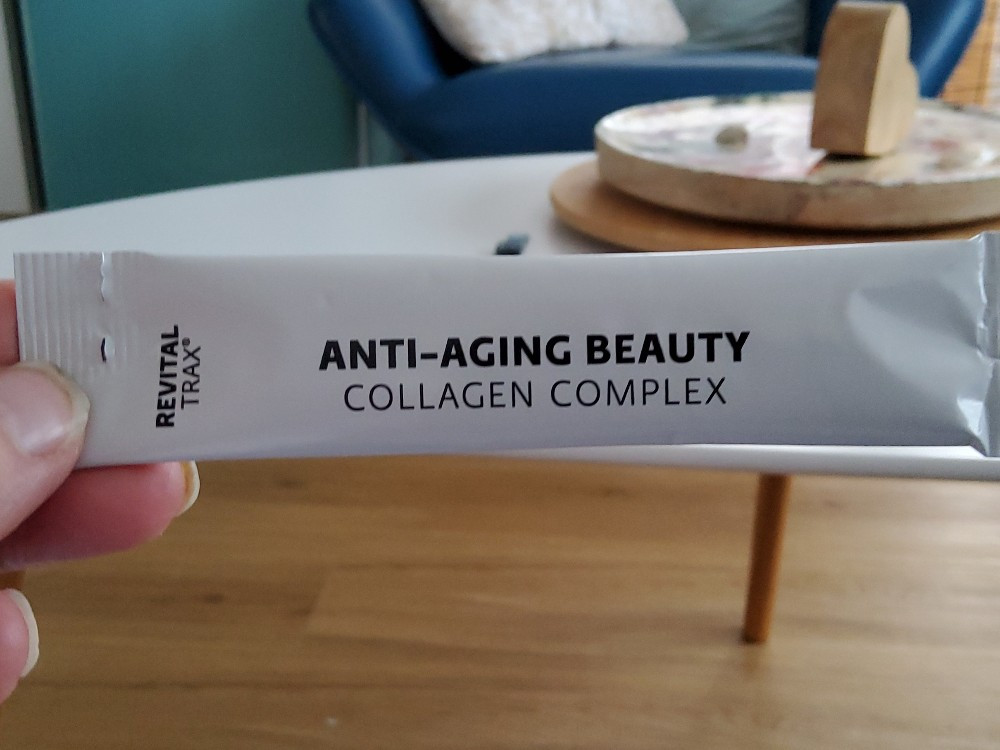 REVITAL
TRAX®
ANTI-AGING BEAUTY
COLLAGEN COMPLEX